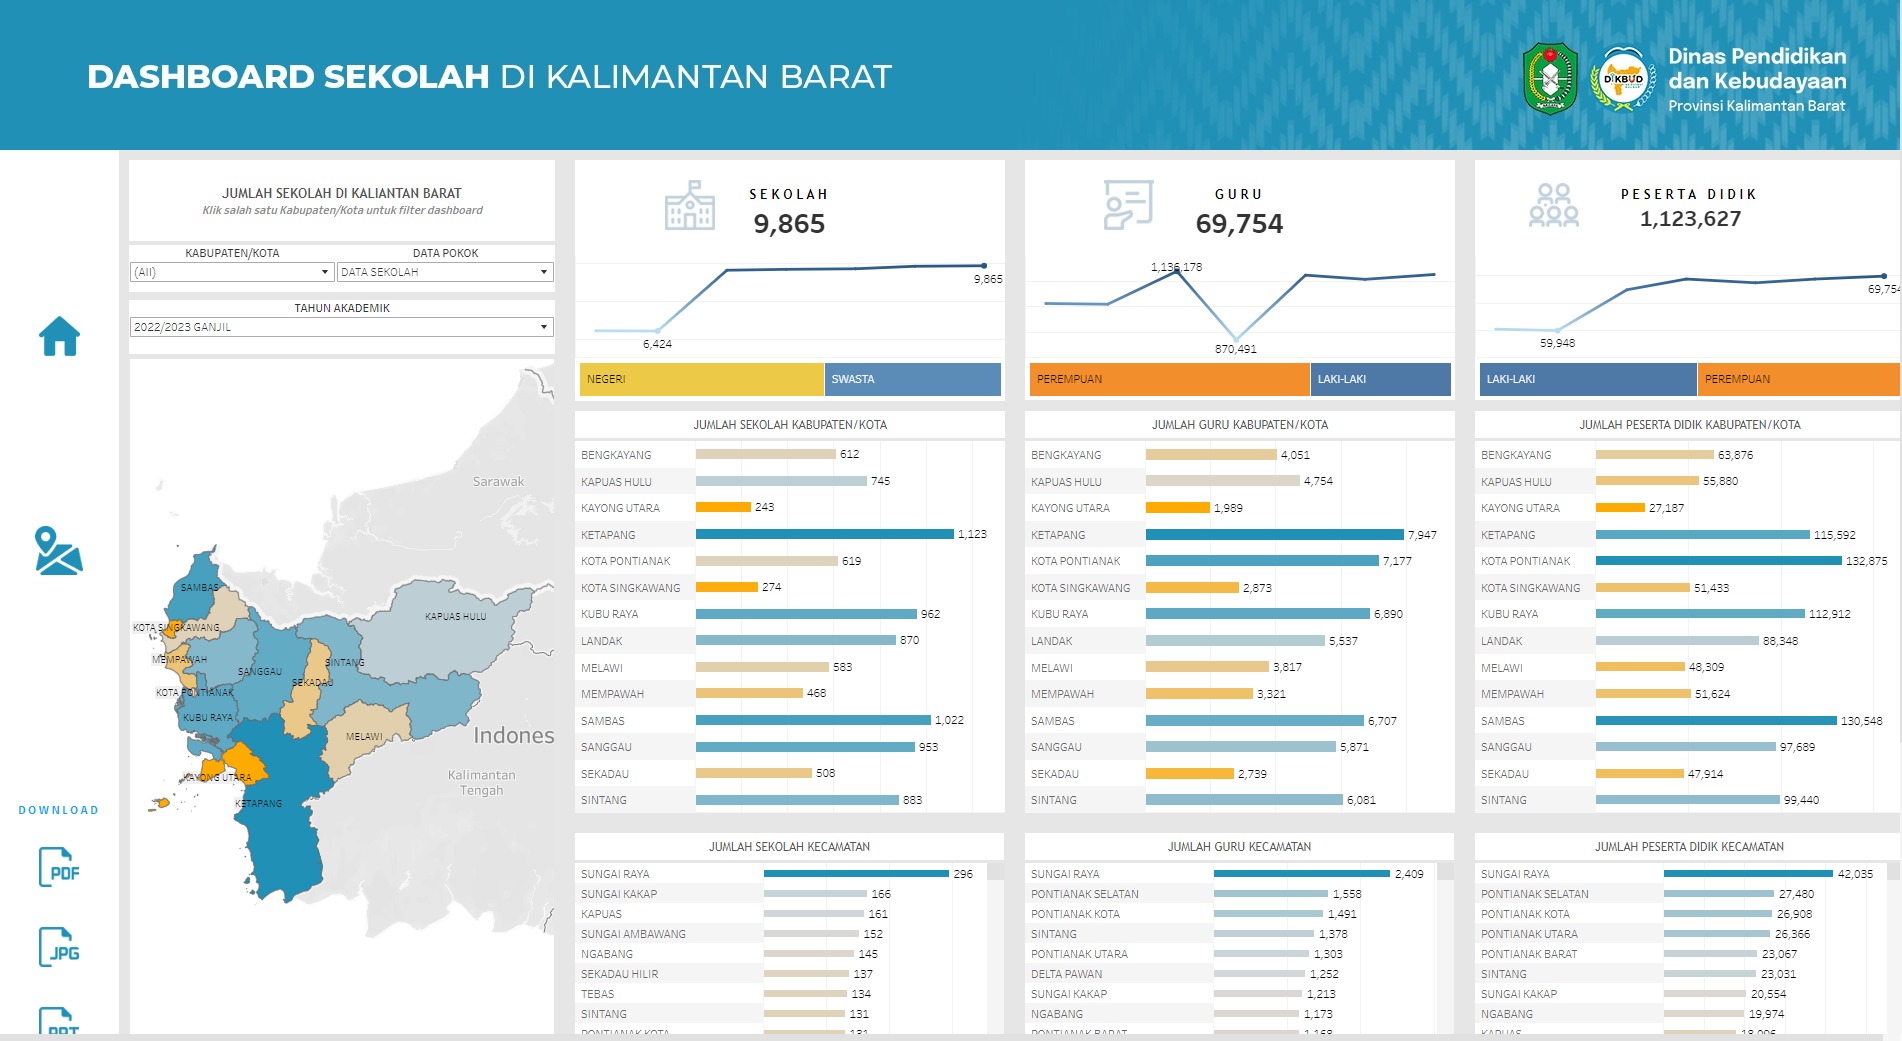 DASHBOARD SEKOLAH DI KALIMANTAN BARAT
DIKBUD
Dinas Pendidikan
dan Kebudayaan
Provinsi Kalimantan Barat
JUMLAH SEKOLAH DI KALIANTAN BARAT
Klik salah satu Kabupaten/Kota untuk filter dashboard
KABUPATEN/KOTA
DATA POKOK
(All)
DATA SEKOLAH
TAHUN AKADEMIK
2022/2023 GANJIL
Sarawak
SAMBAS
KAPUAS HULU
KOTA SINGKAWANG
MEMPAWAH
SINTANG
SANGGAU
SEKADAU
KOTA PONTIANAK
KUBU RAYA
MELAWI
Indones
KAYONG UTARA
Kalimantan
Tengah
KETAPANG
DOWNLOAD
PDF
JPG
PPT
SEKOLAH
9,865
9,865
6,424
NEGERI
SWASTA
GURU
69,754
1,136,178
870,491
PEREMPUAN
LAKI-LAKI
PESERTA DIDIK
1,123,627
69,754
59,948
LAKI-LAKI
PEREMPUAN
JUMLAH SEKOLAH KABUPATEN/KOTA
BENGKAYANG 612
KAPUAS HULU 745
KAYONG UTARA 243
KETAPANG 1,123
KOTA PONTIANAK 619
KOTA SINGKAWANG 274
KUBU RAYA 962
LANDAK 870
MELAWI 583
MEMPAWAH 468
SAMBAS 1,022
SANGGAU 953
SEKADAU 508
SINTANG 883
JUMLAH GURU KABUPATEN/KOTA
BENGKAYANG 4,051
KAPUAS HULU 4,754
KAYONG UTARA 1,989
KETAPANG 7,947
KOTA PONTIANAK 7,177
KOTA SINGKAWANG 2,873
KUBU RAYA 6,890
LANDAK 5,537
MELAWI 3,817
MEMPAWAH 3,321
SAMBAS 6,707
SANGGAU 5,871
SEKADAU 2,739
SINTANG 6,081
JUMLAH PESERTA DIDIK KABUPATEN/KOTA
BENGKAYANG 63,876
KAPUAS HULU 55,880
KAYONG UTARA 27,187
KETAPANG 115,592
KOTA PONTIANAK 132,875
KOTA SINGKAWANG 51,433
KUBU RAYA 112,912
LANDAK 88,348
MELAWI 48,309
MEMPAWAH 51,624
SAMBAS 130,548
SANGGAU 97,689
SEKADAU 47,914
SINTANG 99,440
JUMLAH SEKOLAH KECAMATAN
SUNGAI RAYA 296
SUNGAI KAKAP 166
KAPUAS 161
SUNGAI AMBAWANG 152
NGABANG 145
SEKADAU HILIR 137
TEBAS 134
SINTANG 131
PONTIANAK KOTA 131
JUMLAH GURU KECAMATAN
SUNGAI RAYA 2,409
PONTIANAK SELATAN 1,558
PONTIANAK KOTA 1,491
SINTANG 1,378
PONTIANAK UTARA 1,303
DELTA PAWAN 1,252
SUNGAI KAKAP 1,213
NGABANG 1,173
PONTIANAK BARAT 1,168
JUMLAH PESERTA DIDIK KECAMATAN
SUNGAI RAYA 42,035
PONTIANAK SELATAN 27,480
PONTIANAK KOTA 26,908
PONTIANAK UTARA 26,366
PONTIANAK BARAT 23,067
SINTANG 23,031
SUNGAI KAKAP 20,554
NGABANG 19,974
KAPUAS